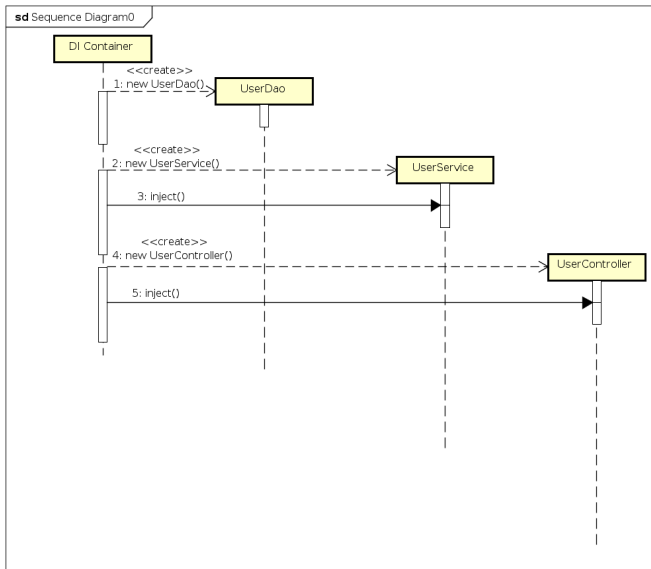 sd Sequence Diagram0
DI Container
<<create>>
1: new UserDao()
UserDao
<<create>>
2: new UserService()
UserService
3: inject()
<<create>>
4: new UserController()
UserController
5: inject()